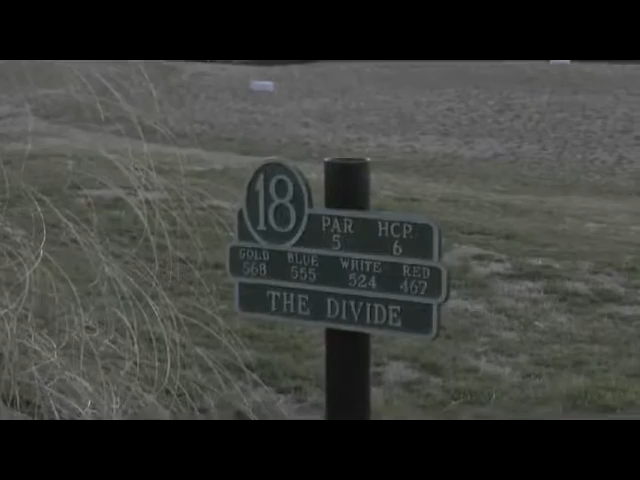 18
PAR HCP.
5 6
GOLD BLUE WHITE RED
568 555 524 467
THE DIVIDE